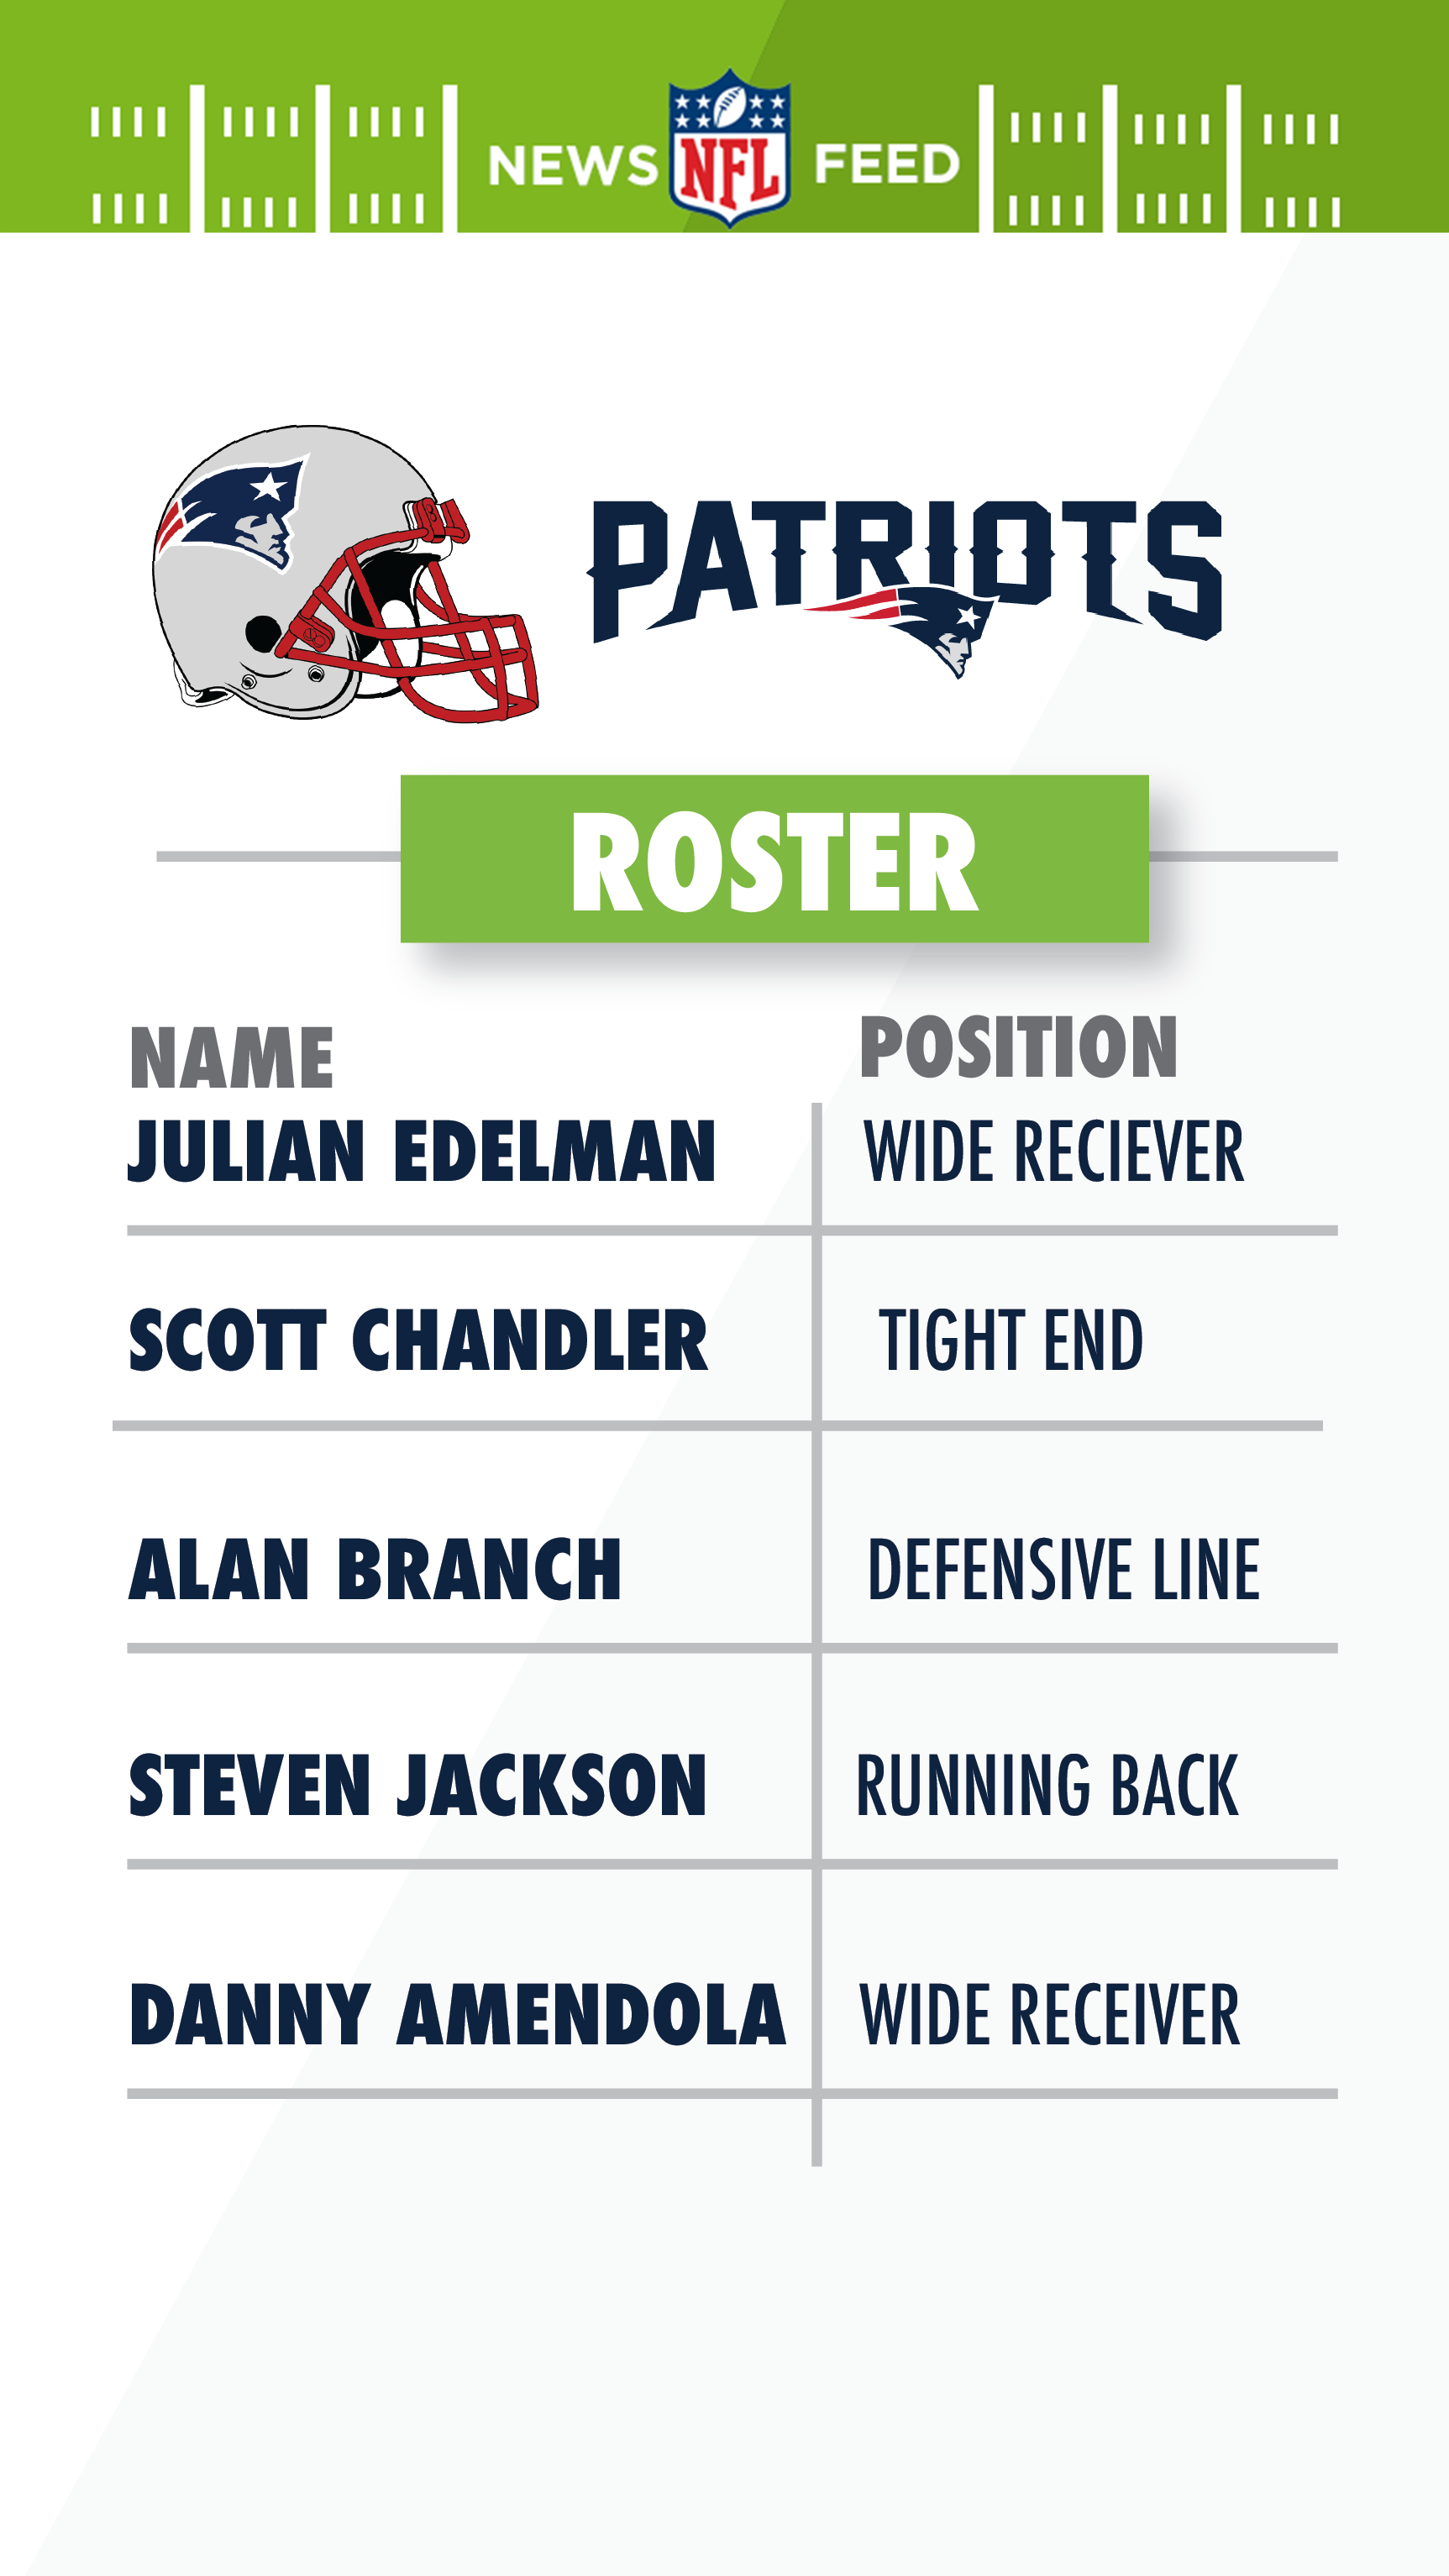 NEWS NFL FEED
PATRIOTS
ROSTER
NAME POSITION
JULIAN EDELMAN WIDE RECIEVER
SCOTT CHANDLER TIGHT END
ALAN BRANCH DEFENSIVE LINE
STEVEN JACKSON RUNNING BACK
DANNY AMENDOLA WIDE RECEIVER